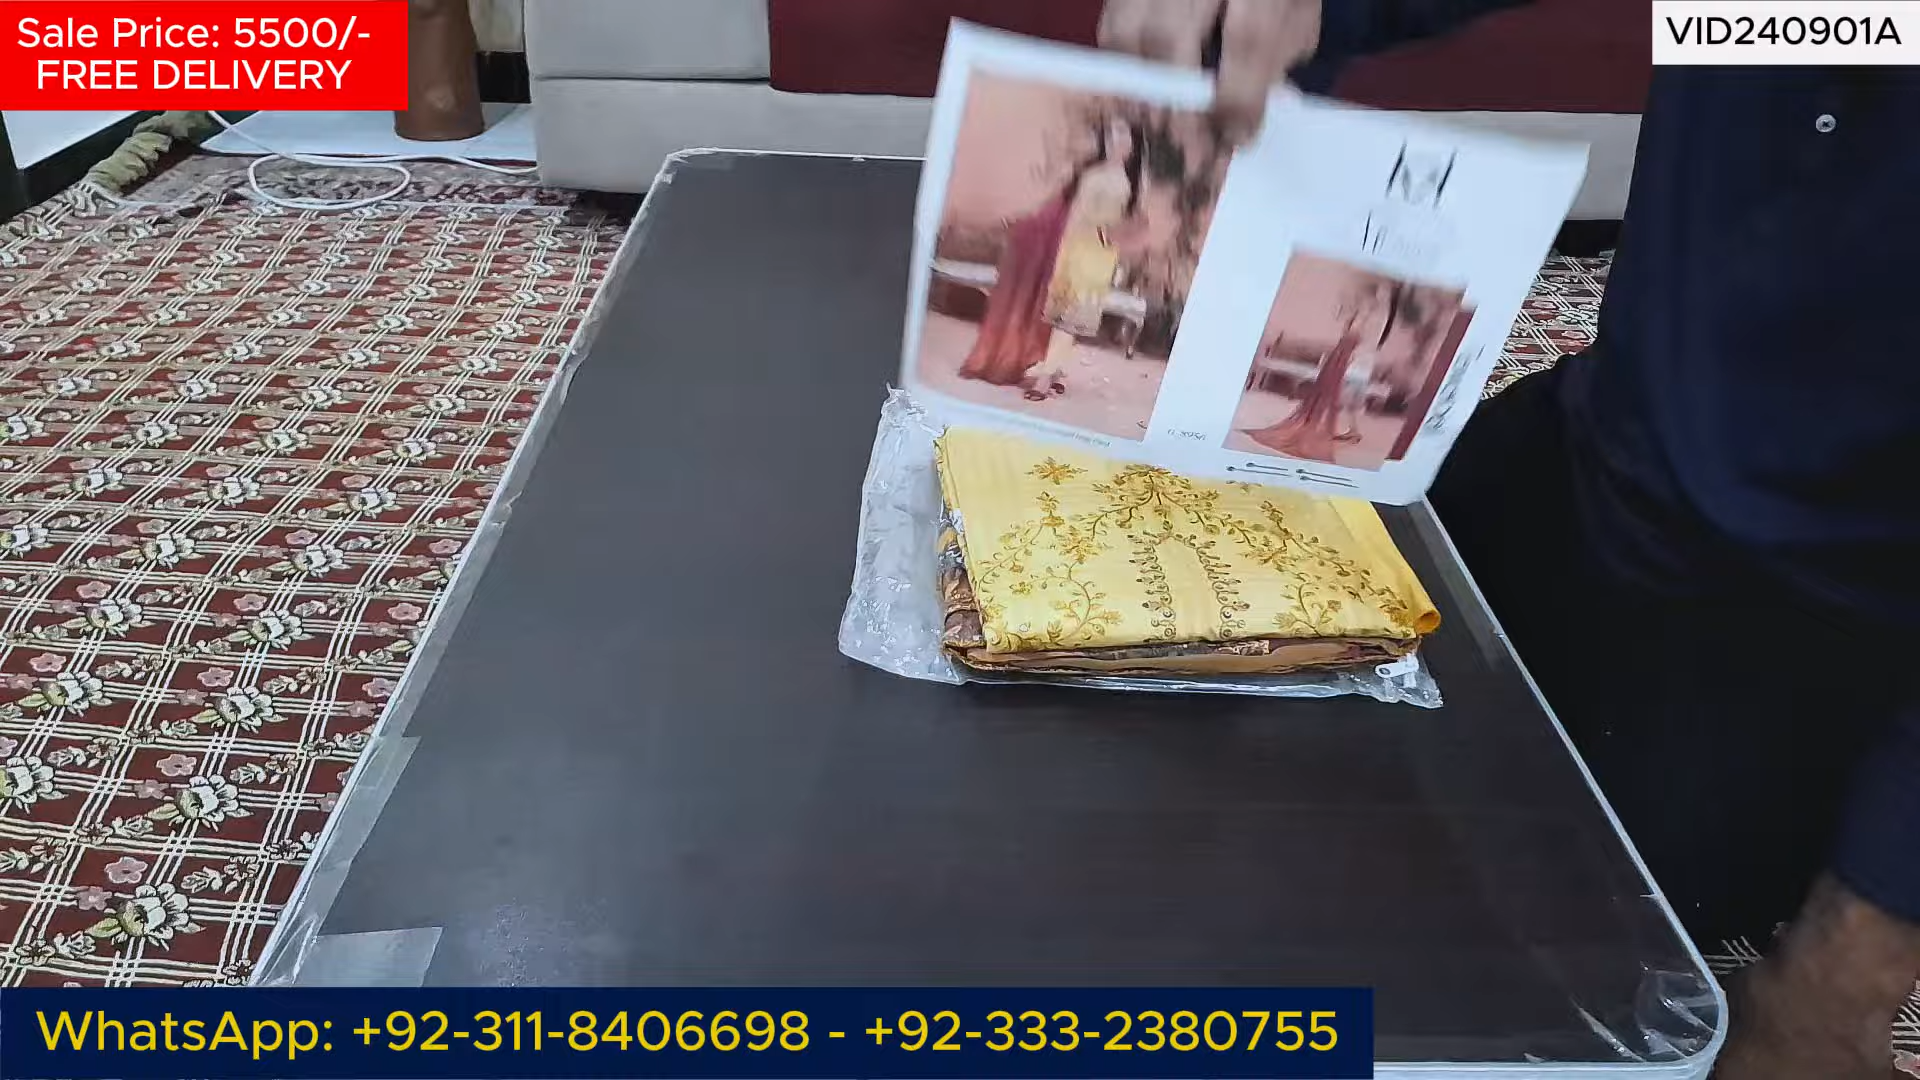 Sale Price: 5500/-
FREE DELIVERY
VID240901A
WhatsApp: +92-311-8406698 - +92-333-2380755